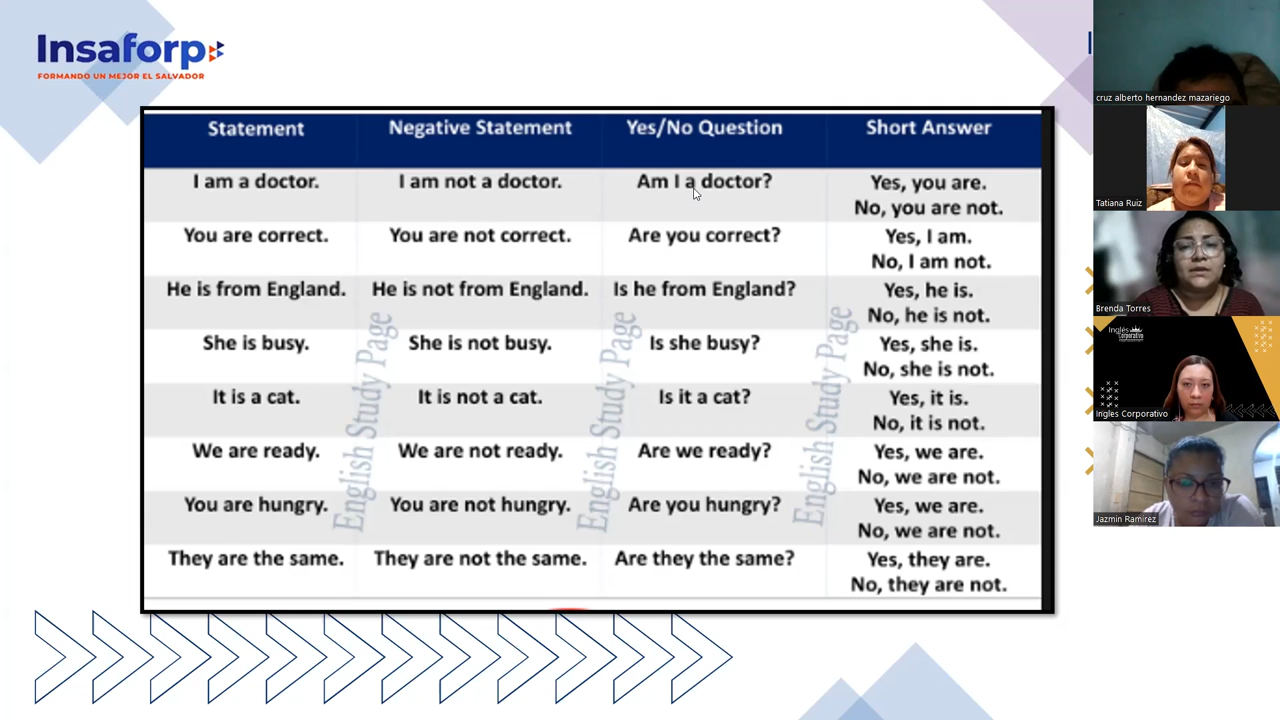 Insaforp
FORMANDO UN MEJOR EL SALVADOR
Statement Negative Statement Yes/No Question Short Answer
I am a doctor. I am not a doctor. Am I a doctor? Yes, you are.
No, you are not.
You are correct. You are not correct. Are you correct? Yes, I am.
No, I am not.
He is from England. He is not from England. Is he from England? Yes, he is.
No, he is not.
She is busy. She is not busy. Is she busy? Yes, she is.
No, she is not.
It is a cat. It is not a cat. Is it a cat? Yes, it is.
No, it is not.
We are ready. We are not ready. Are we ready? Yes, we are.
No, we are not.
You are hungry. You are not hungry. Are you hungry? Yes, we are.
No, we are not.
They are the same. They are not the same. Are they the same? Yes, they are.
No, they are not.
English Study Page
English Study Page
English Study Page
cruz alberto hernandez mazariego
Tatiana Ruiz
Brenda Torres
Inglés
Corporativo
Ingles Corporativo
Jazmin Ramirez